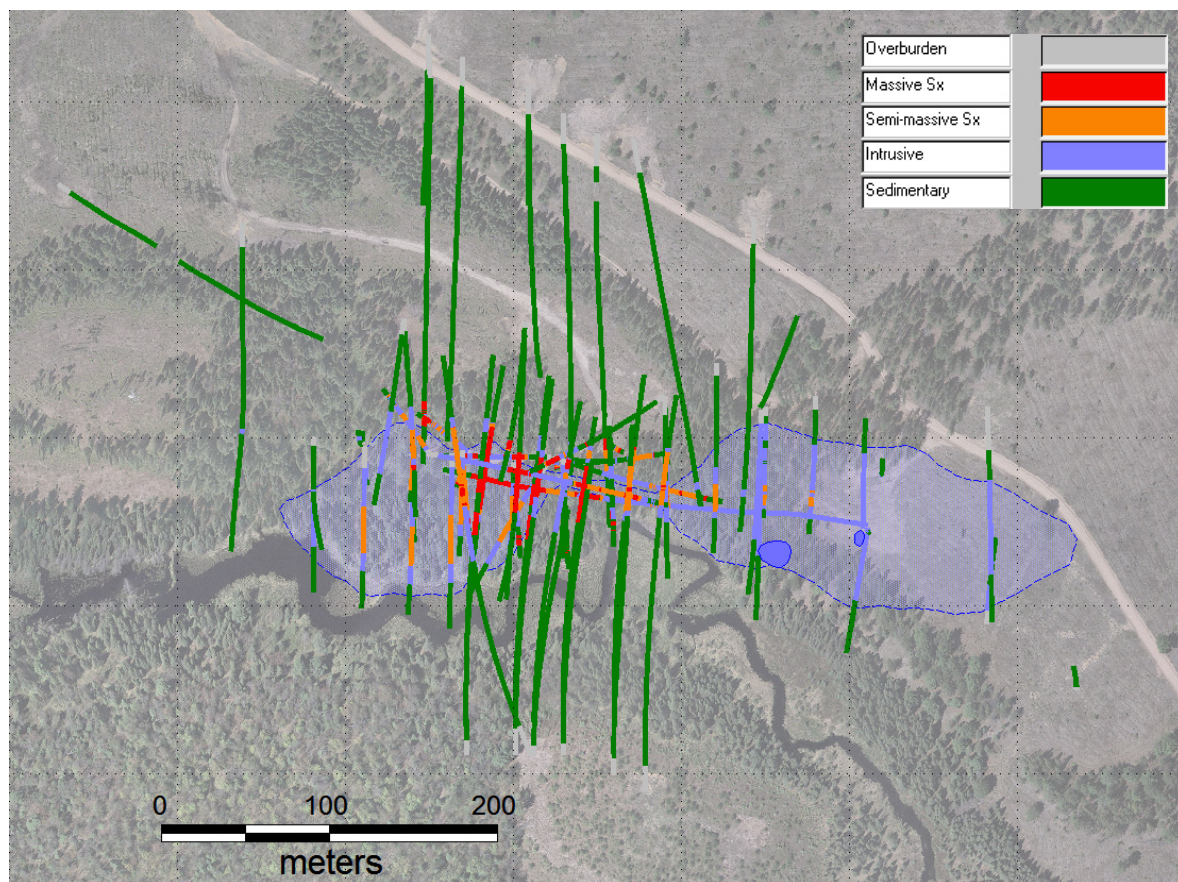 Overburden
Massive Sx
Semi-massive Sx
Intrusive
Sedimentary
0 100 200
meters